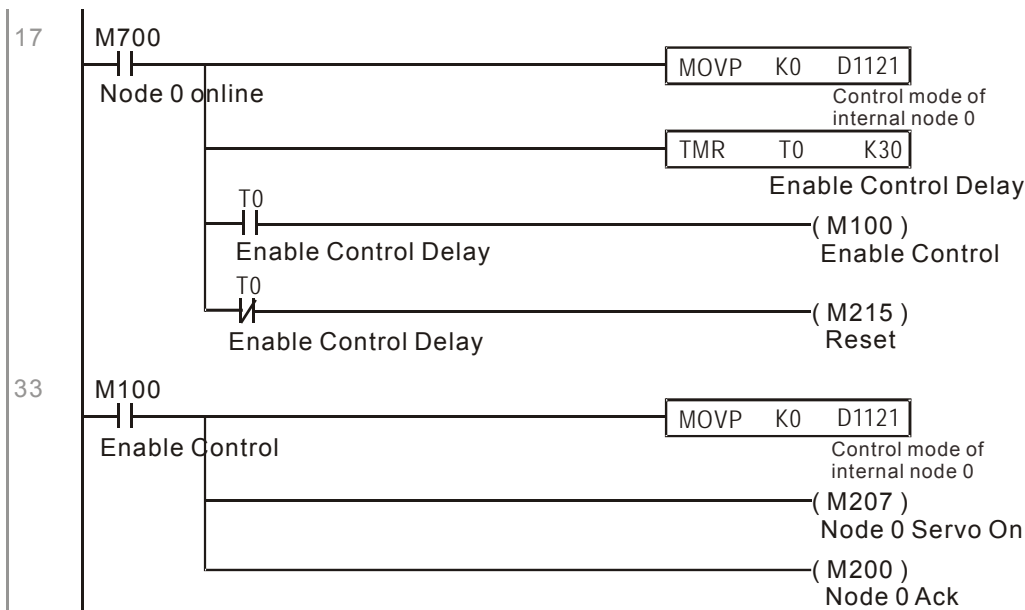 17
M700
Node 0 online
MOVP K0 D1121
Control mode of
internal node 0
TMR T0 K30
Enable Control Delay
T0
Enable Control Delay
( M100 )
Enable Control
T0
Enable Control Delay
( M215 )
Reset
33
M100
Enable Control
MOVP K0 D1121
Control mode of
internal node 0
( M207 )
Node 0 Servo On
( M200 )
Node 0 Ack